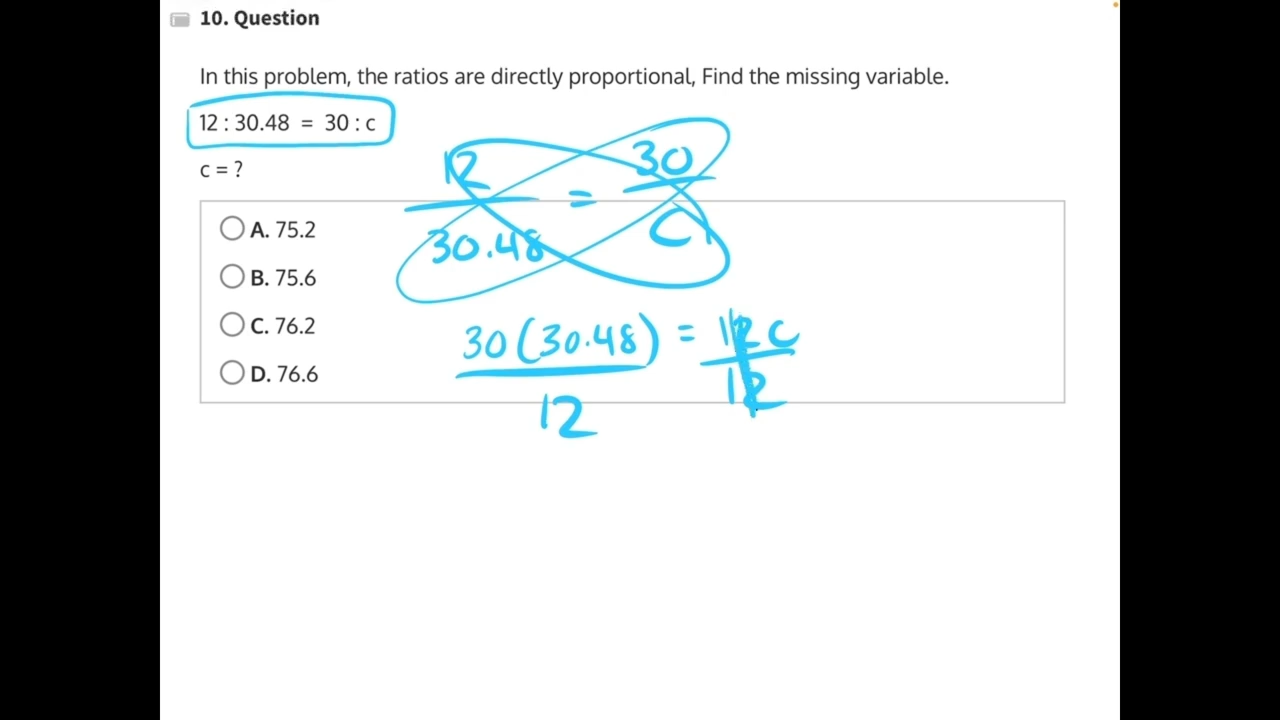 10. Question
In this problem, the ratios are directly proportional, Find the missing variable.
12 : 30.48 = 30 : c
c = ?
12 = 30
30.48 C
A. 75.2
B. 75.6
C. 76.2
D. 76.6
30(30.48) = 12c
12 12